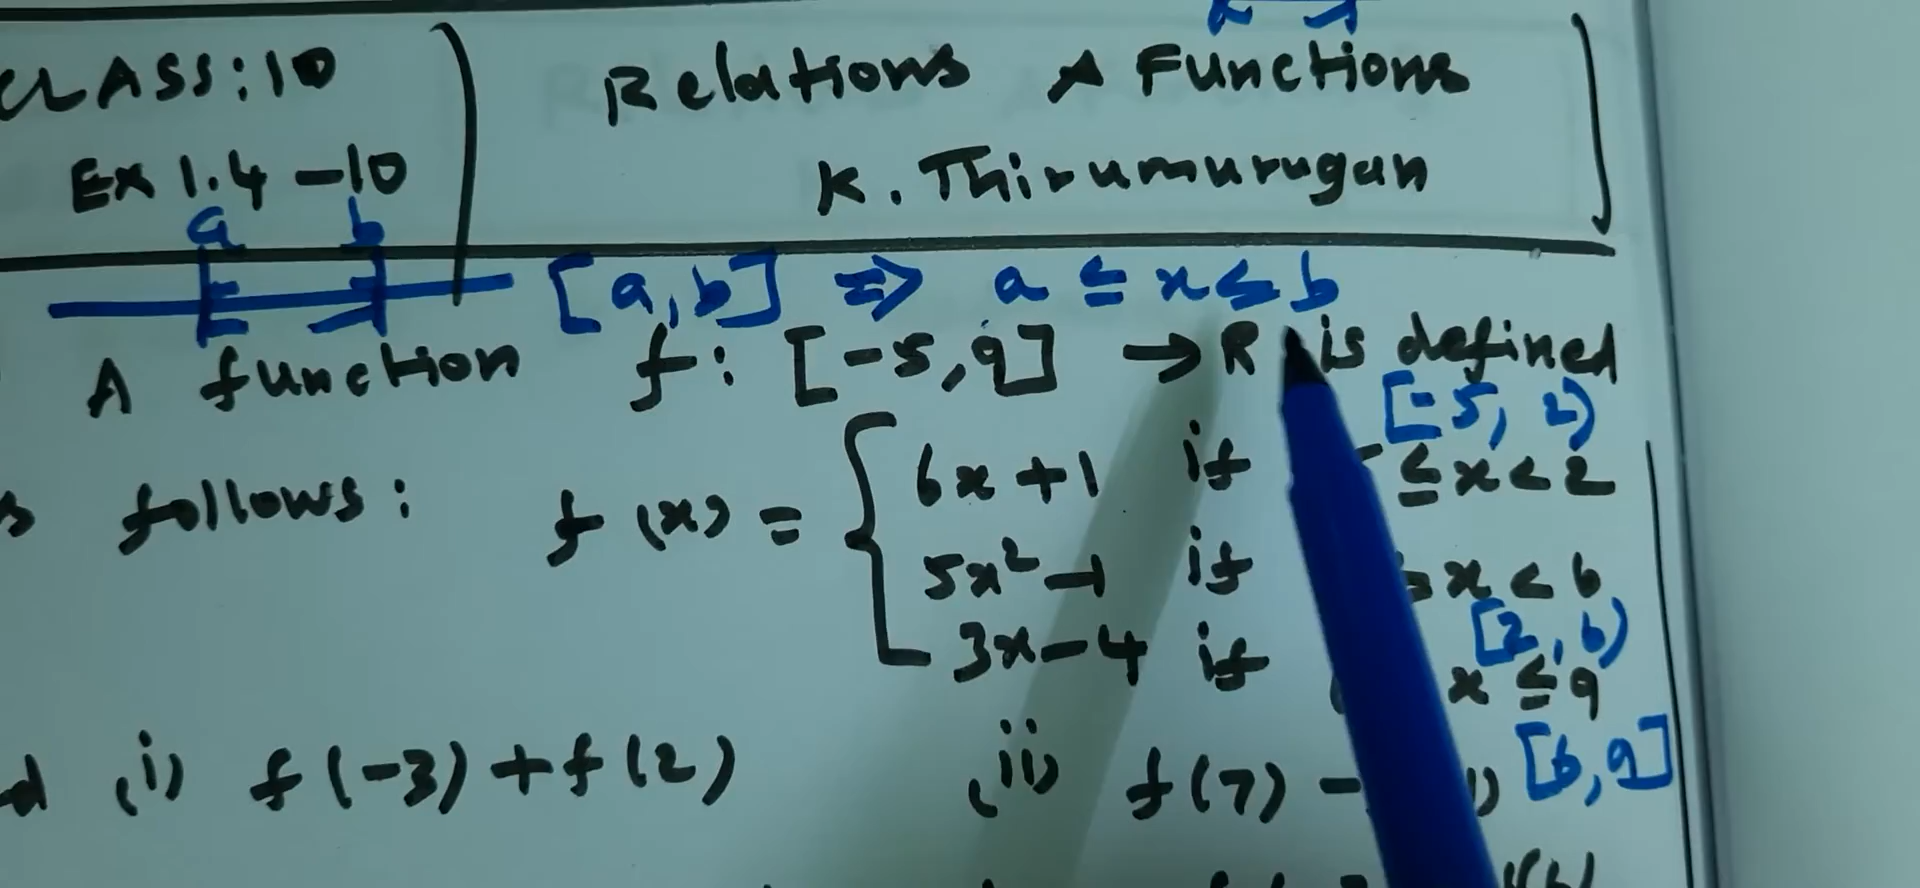 CLASS: 10
Ex 1.4 - 10
Relations & Functions
K. Thirumurugan
a b
[a, b] ⇒ a ≤ x ≤ b
A function f: [-5, 9] → R is defined
[-5, 2)
follows: f(x) =
6x + 1 if ≤ x < 2
5x² - 1 if x < 6
[2, 6)
3x - 4 if x ≤ 9
(i) f(-3) + f(2) (ii) f(7) - ) [6, 9]